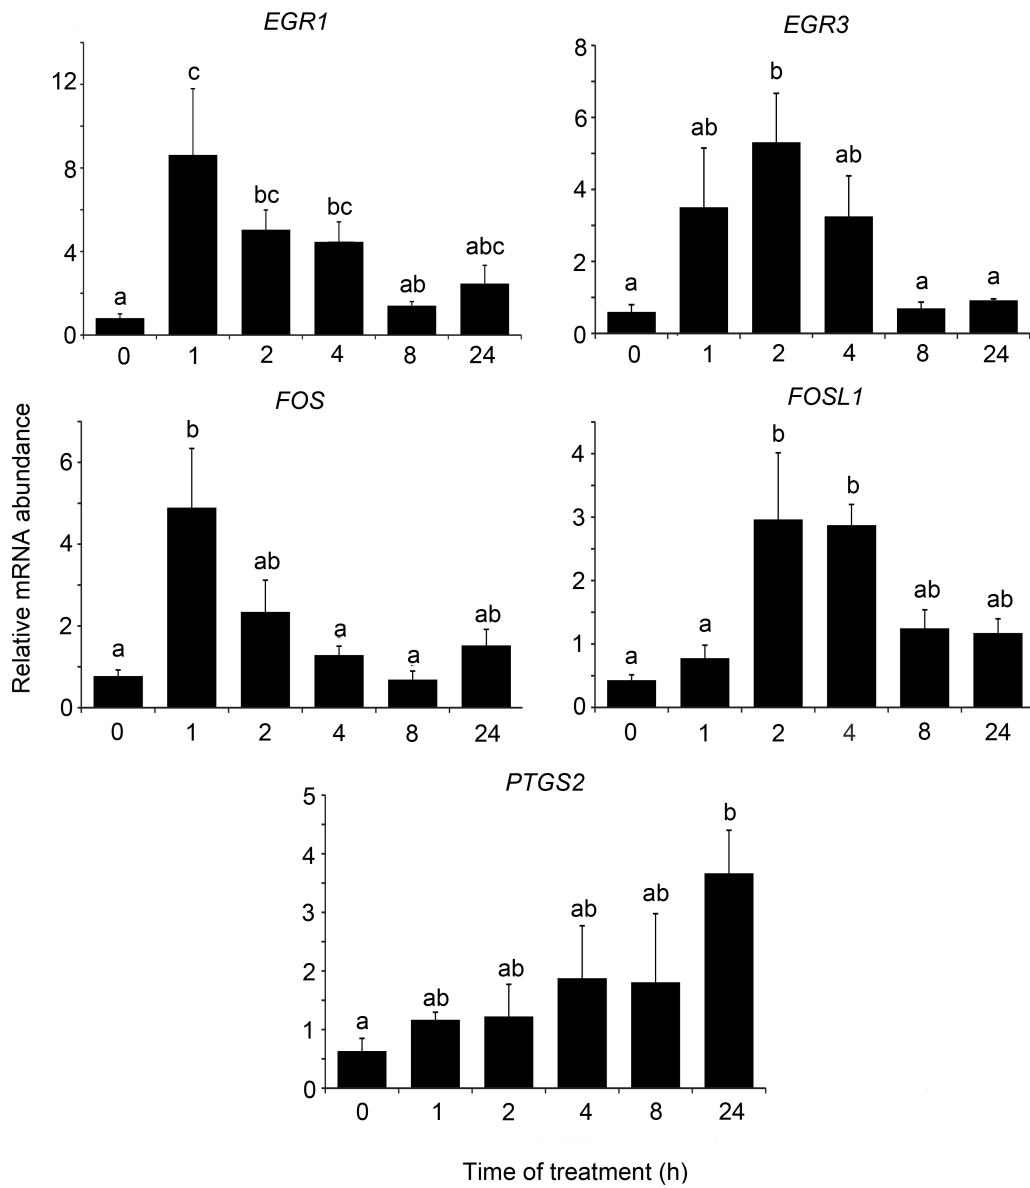 EGR1
12
8
4
0
a
c
bc
bc
ab
abc
0 1 2 4 8 24
EGR3
8
6
4
2
0
a
ab
b
ab
a
a
0 1 2 4 8 24
Relative mRNA abundance
FOS
6
4
2
0
a
b
ab
a
a
ab
0 1 2 4 8 24
FOSL1
4
3
2
1
0
a
a
b
b
ab
ab
0 1 2 4 8 24
PTGS2
5
4
3
2
1
0
a
ab
ab
ab
ab
b
0 1 2 4 8 24
Time of treatment (h)